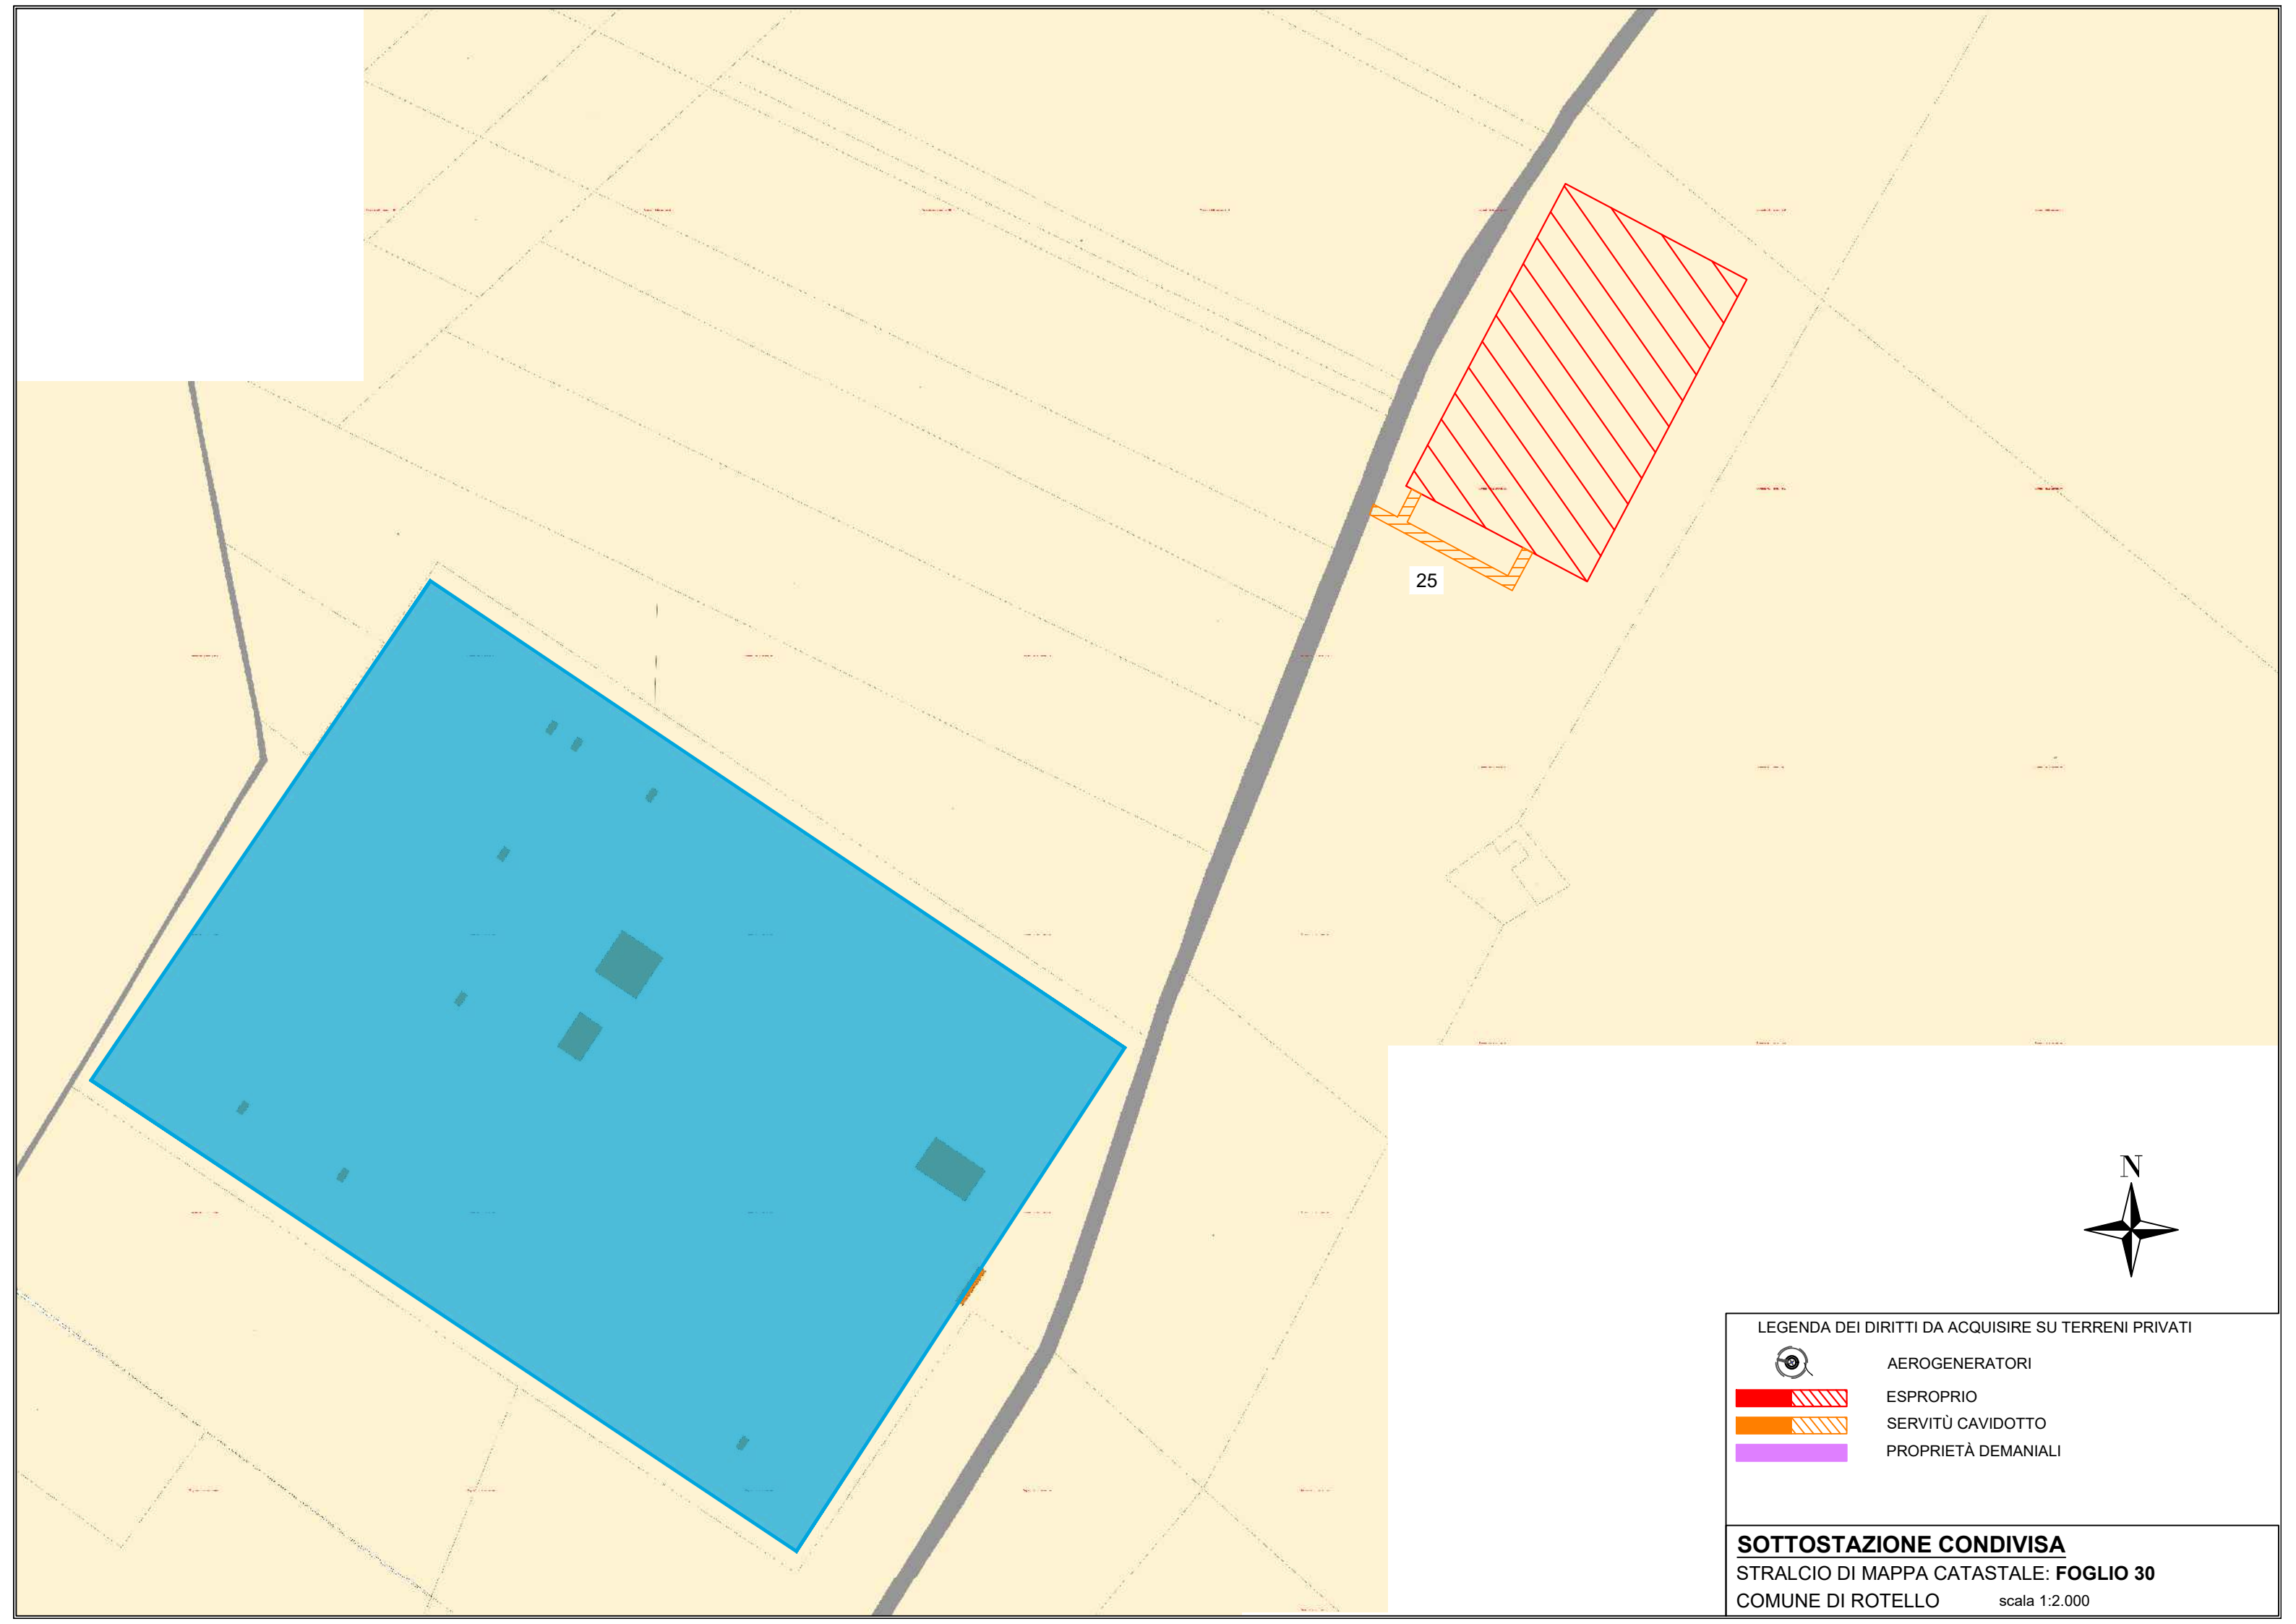 25
N
LEGENDA DEI DIRITTI DA ACQUISIRE SU TERRENI PRIVATI
AEROGENERATORI
ESPROPRIO
SERVITÙ CAVIDOTTO
PROPRIETÀ DEMANIALI
SOTTOSTAZIONE CONDIVISA
STRALCIO DI MAPPA CATASTALE: FOGLIO 30
COMUNE DI ROTELLO scala 1:2.000